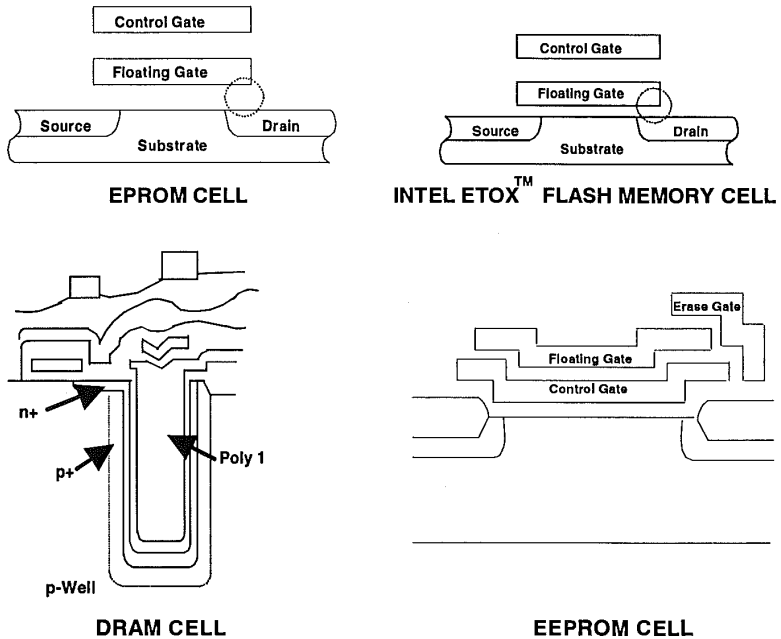 Control Gate
Floating Gate
Source
Drain
Substrate
EPROM CELL
Control Gate
Floating Gate
Source
Drain
Substrate
INTEL ETOX™ FLASH MEMORY CELL
n+
p+
Poly 1
p-Well
DRAM CELL
Erase Gate
Floating Gate
Control Gate
EEPROM CELL